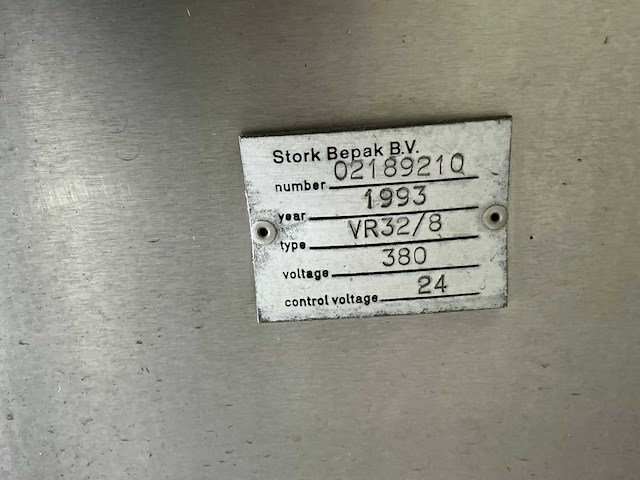 Stork Bepak B.V.
number 02189210
year 1993
type VR32/8
voltage 380
control voltage 24